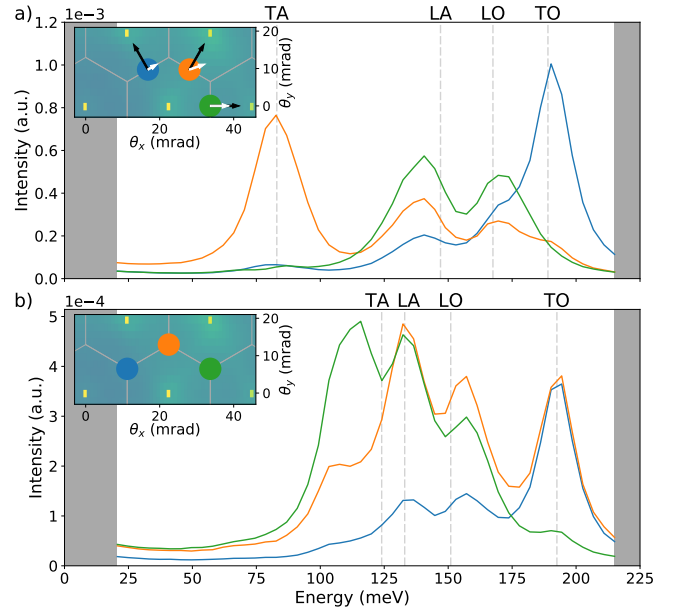 a)
1e−3
TA LA LO TO
1.2
1.0
0.8
0.6
0.4
0.2
0.0
Intensity (a.u.)
20
10
0
θy (mrad)
0 20 40
θx (mrad)
b)
1e−4
TA LA LO TO
5
4
3
2
1
0
Intensity (a.u.)
20
10
0
θy (mrad)
0 20 40
θx (mrad)
0 25 50 75 100 125 150 175 200 225
Energy (meV)